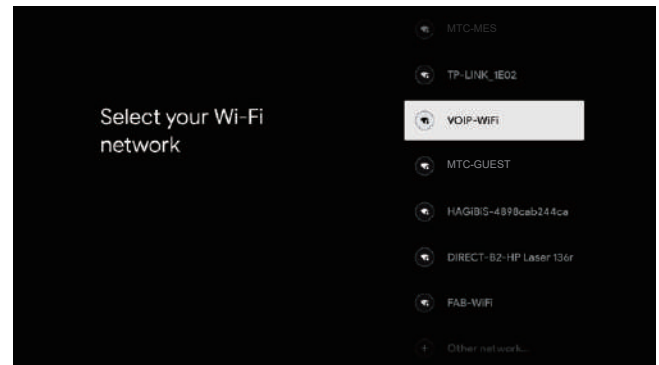 Select your Wi-Fi
network
MTC-MES
TP-LINK_1E02
VOIP-WiFi
MTC-GUEST
HAGiBiS-4898cab244ca
DIRECT-B2-HP Laser 136r
FAB-WiFi
Other network...